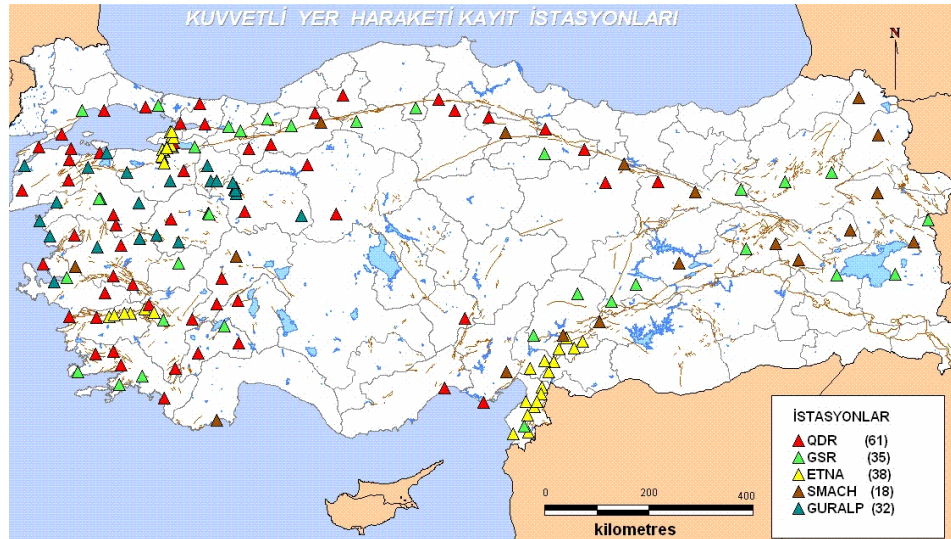 KUVVETLİ YER HARAKETİ KAYIT İSTASYONLARI
N
İSTASYONLAR
QDR (61)
GSR (35)
ETNA (38)
SMACH (18)
GURALP (32)
0 200 400
kilometres